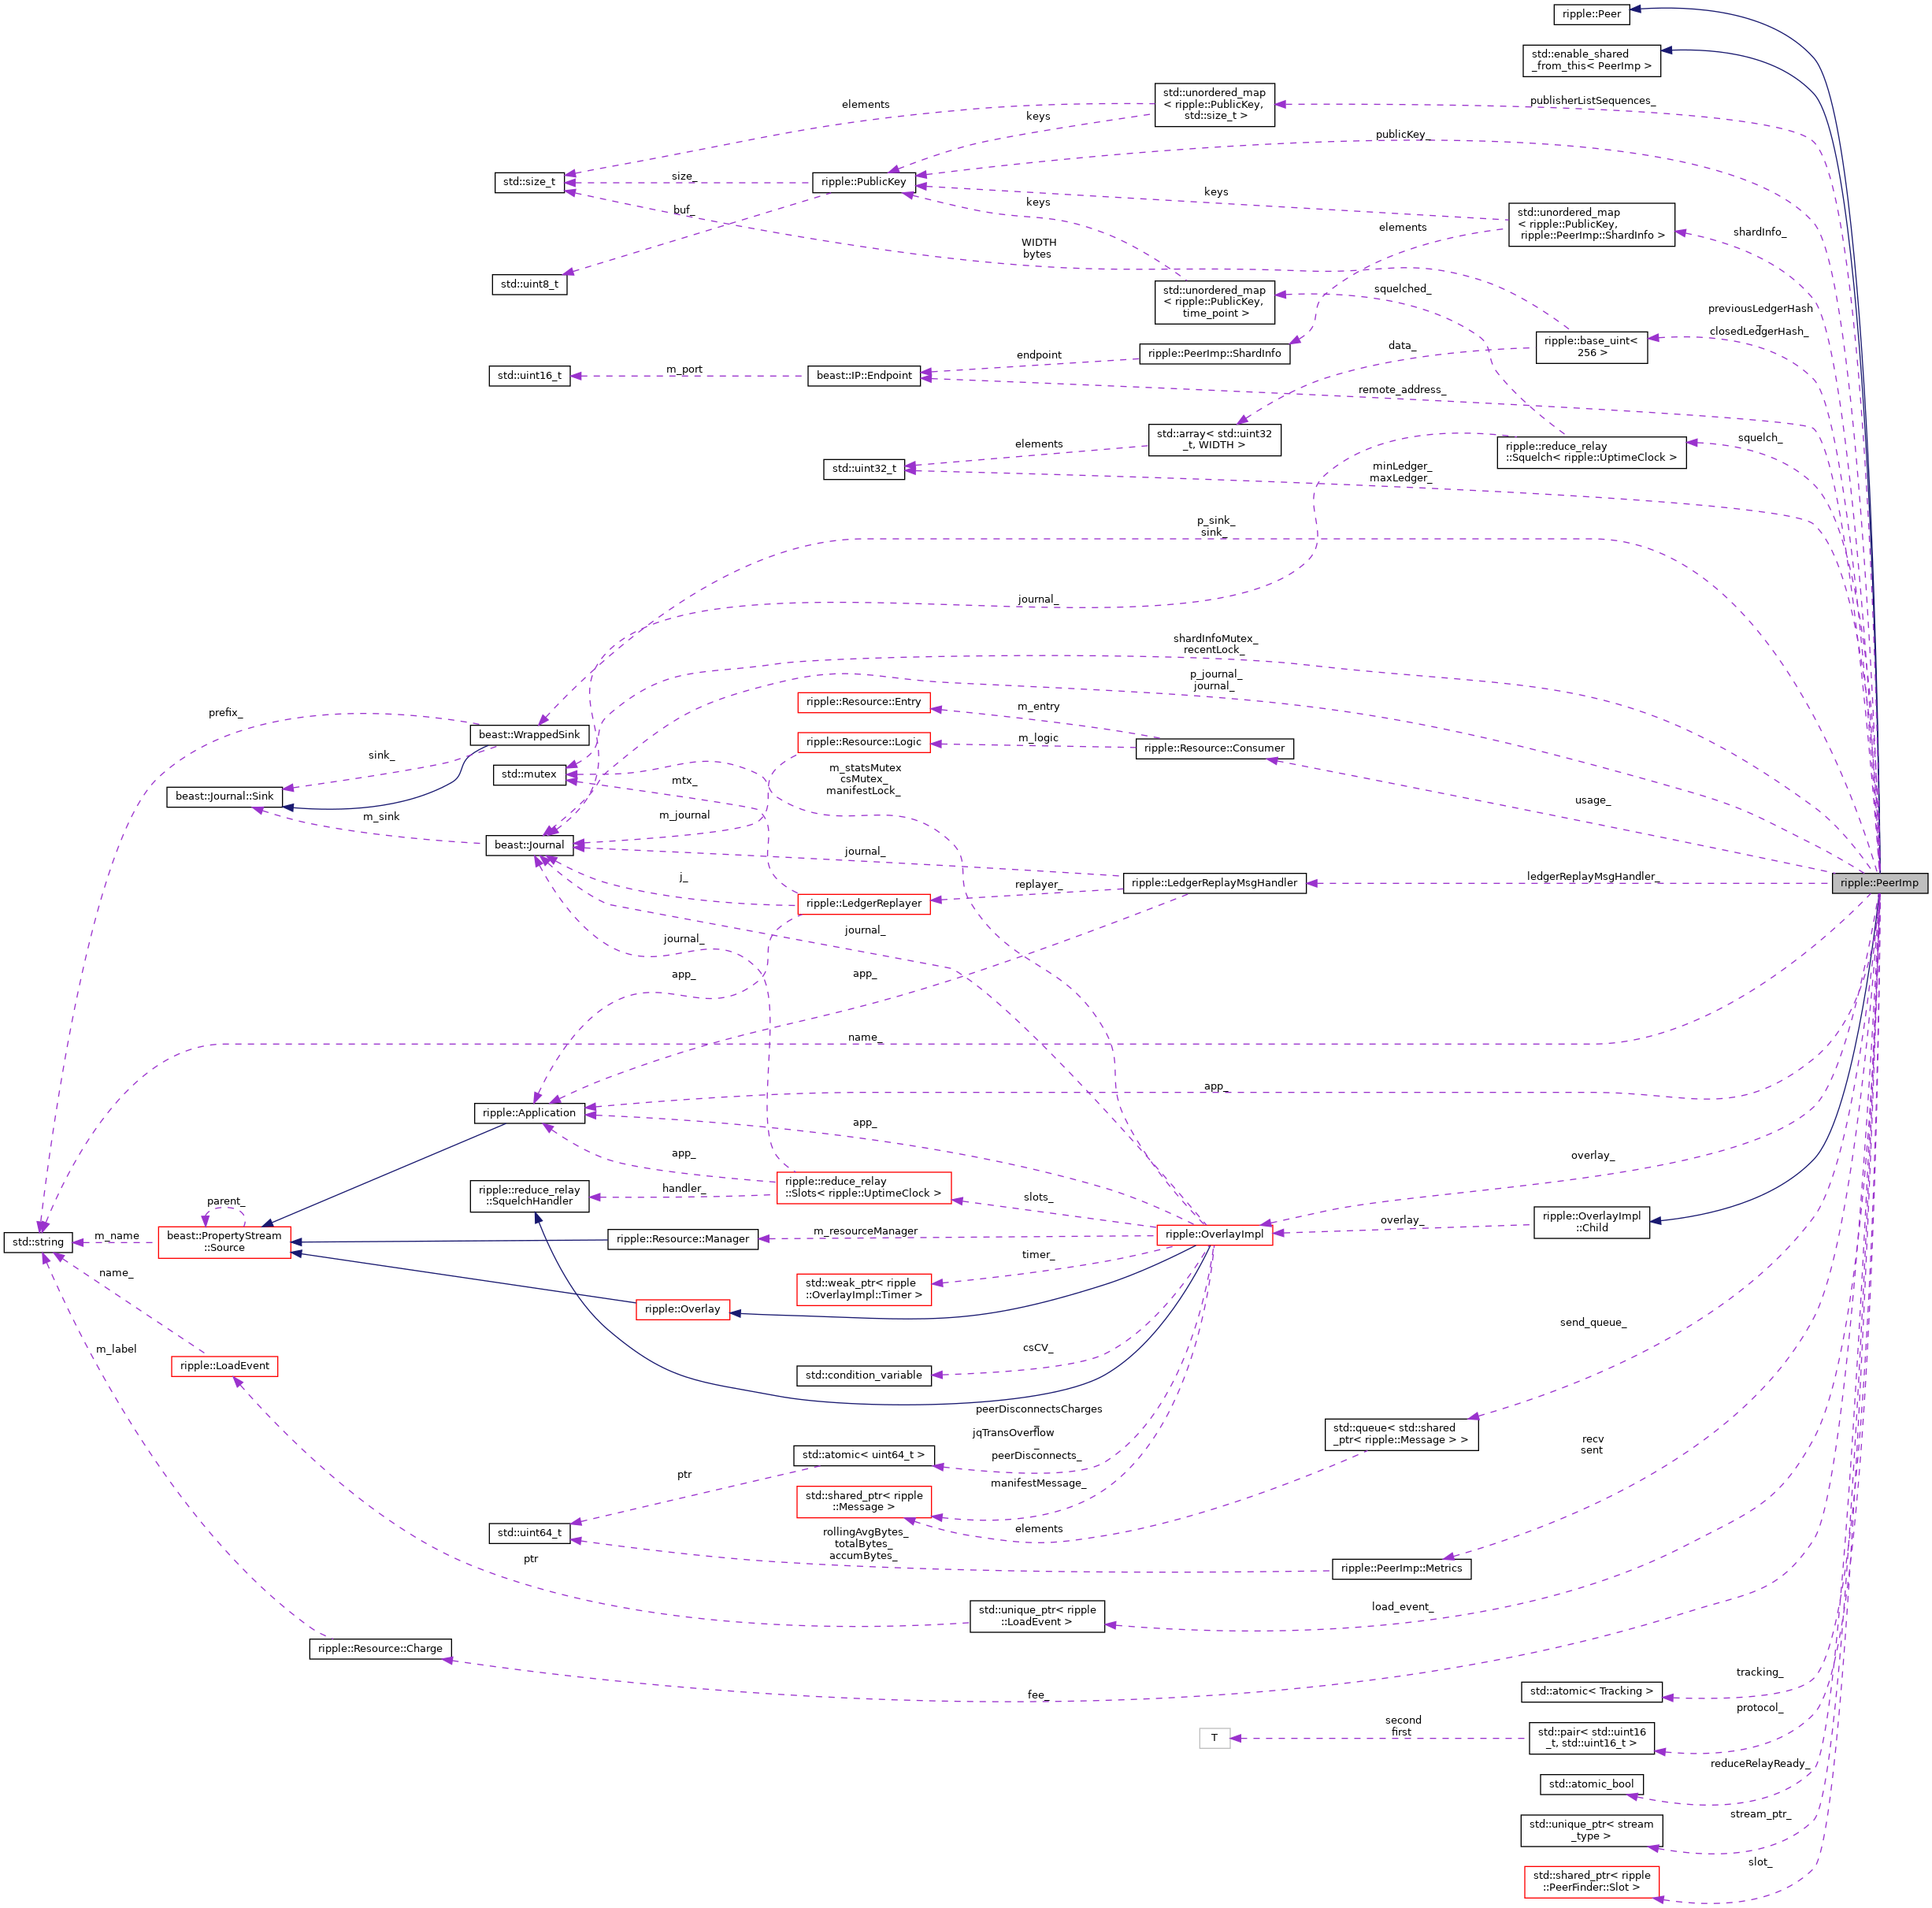 ripple::Peer
std::enable_shared
_from_this< PeerImp >
std::unordered_map
< ripple::PublicKey,
std::size_t >
publisherListSequences_
elements
keys
publicKey_
std::size_t
size_
ripple::PublicKey
keys
buf_
keys
std::unordered_map
< ripple::PublicKey,
ripple::PeerImp::ShardInfo >
shardInfo_
elements
WIDTH
bytes
std::uint8_t
std::unordered_map
< ripple::PublicKey,
time_point >
squelched_
previousLedgerHash
_
closedLedgerHash_
ripple::base_uint<
256 >
data_
ripple::PeerImp::ShardInfo
endpoint
std::uint16_t
m_port
beast::IP::Endpoint
remote_address_
std::array< std::uint32
_t, WIDTH >
elements
squelch_
ripple::reduce_relay
::Squelch< ripple::UptimeClock >
std::uint32_t
minLedger_
maxLedger_
p_sink_
sink_
journal_
shardInfoMutex_
recentLock_
p_journal_
journal_
ripple::Resource::Entry
m_entry
prefix_
beast::WrappedSink
ripple::Resource::Logic
m_logic
ripple::Resource::Consumer
sink_
std::mutex
mtx_
m_statsMutex
csMutex_
manifestLock_
beast::Journal::Sink
usage_
m_sink
m_journal
beast::Journal
journal_
j_
replayer_
ripple::LedgerReplayMsgHandler
ledgerReplayMsgHandler_
ripple::PeerImp
ripple::LedgerReplayer
journal_
journal_
app_
app_
name_
app_
ripple::Application
app_
app_
overlay_
ripple::reduce_relay
::SquelchHandler
handler_
ripple::reduce_relay
::Slots< ripple::UptimeClock >
slots_
parent_
overlay_
ripple::OverlayImpl
::Child
std::string
m_name
beast::PropertyStream
::Source
ripple::Resource::Manager
m_resourceManager
ripple::OverlayImpl
timer_
name_
std::weak_ptr< ripple
::OverlayImpl::Timer >
ripple::Overlay
send_queue_
m_label
ripple::LoadEvent
csCV_
std::condition_variable
peerDisconnectsCharges
_
jqTransOverflow
_
peerDisconnects_
std::queue< std::shared
_ptr< ripple::Message > >
recv
sent
std::atomic< uint64_t >
ptr
manifestMessage_
std::shared_ptr< ripple
::Message >
elements
std::uint64_t
rollingAvgBytes_
totalBytes_
accumBytes_
ptr
ripple::PeerImp::Metrics
load_event_
std::unique_ptr< ripple
::LoadEvent >
ripple::Resource::Charge
fee_
tracking_
std::atomic< Tracking >
protocol_
T
second
first
std::pair< std::uint16
_t, std::uint16_t >
reduceRelayReady_
std::atomic_bool
stream_ptr_
std::unique_ptr< stream
_type >
slot_
std::shared_ptr< ripple
::PeerFinder::Slot >